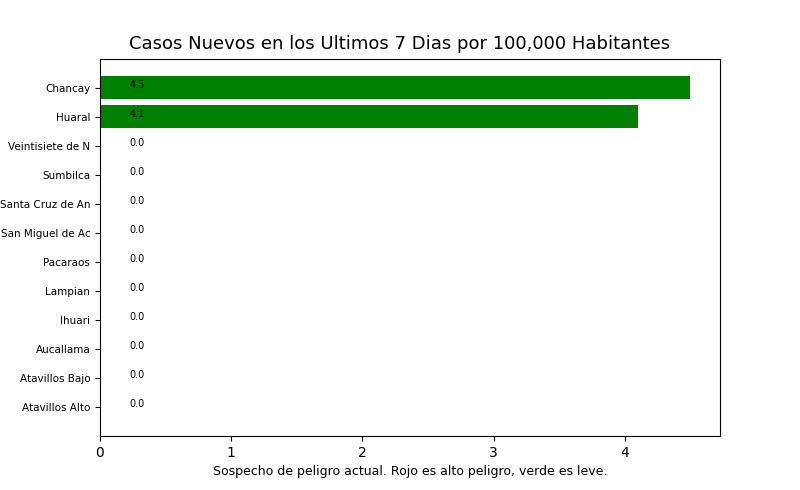 Casos Nuevos en los Ultimos 7 Dias por 100,000 Habitantes
Chancay 4.5
Huaral 4.1
Veintisiete de N 0.0
Sumbilca 0.0
Santa Cruz de An 0.0
San Miguel de Ac 0.0
Pacaraos 0.0
Lampian 0.0
Ihuari 0.0
Aucallama 0.0
Atavillos Bajo 0.0
Atavillos Alto 0.0
0 1 2 3 4
Sospecho de peligro actual. Rojo es alto peligro, verde es leve.